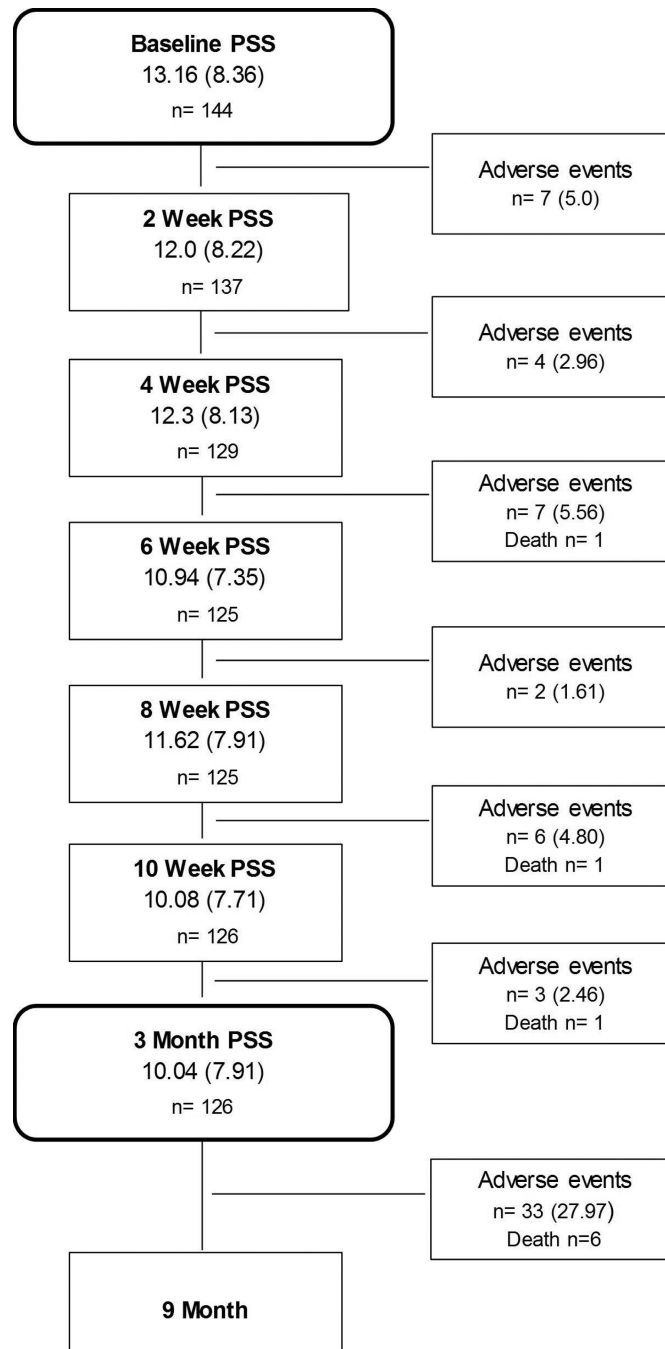 Baseline PSS
13.16 (8.36)
n= 144
Adverse events
n= 7 (5.0)
2 Week PSS
12.0 (8.22)
n= 137
Adverse events
n= 4 (2.96)
4 Week PSS
12.3 (8.13)
n= 129
Adverse events
n= 7 (5.56)
Death n= 1
6 Week PSS
10.94 (7.35)
n= 125
Adverse events
n= 2 (1.61)
8 Week PSS
11.62 (7.91)
n= 125
Adverse events
n= 6 (4.80)
Death n= 1
10 Week PSS
10.08 (7.71)
n= 126
Adverse events
n= 3 (2.46)
Death n= 1
3 Month PSS
10.04 (7.91)
n= 126
Adverse events
n= 33 (27.97)
Death n=6
9 Month